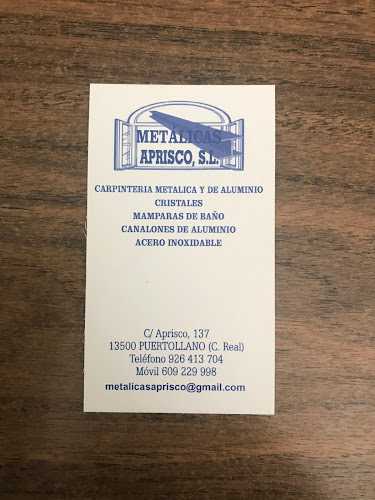 METÁLICAS
APRISCO, S.L.
CARPINTERIA METALICA Y DE ALUMINIO
CRISTALES
MAMPARAS DE BAÑO
CANALONES DE ALUMINIO
ACERO INOXIDABLE
C/ Aprisco, 137
13500 PUERTOLLANO (C. Real)
Teléfono 926 413 704
Móvil 609 229 998
metalicasaprisco@gmail.com